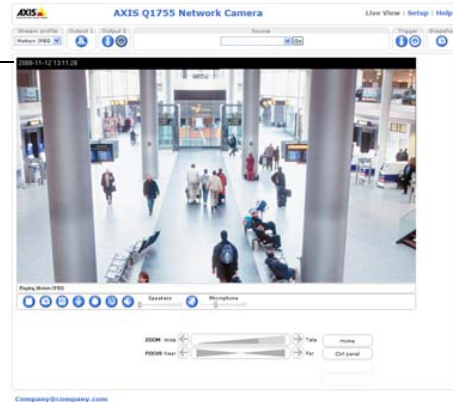 AXIS
AXIS Q1755 Network Camera
Live View | Setup | Help
Stream profile
Output 1
Output 2
Source
Trigger
Snapshot
Motion JPEG
Go
2008-11-12 13:11:28
Playing Motion JPEG
Speakers
Microphone
ZOOM Wide
Tele
Home
FOCUS Near
Far
Ctrl panel
Company@company.com